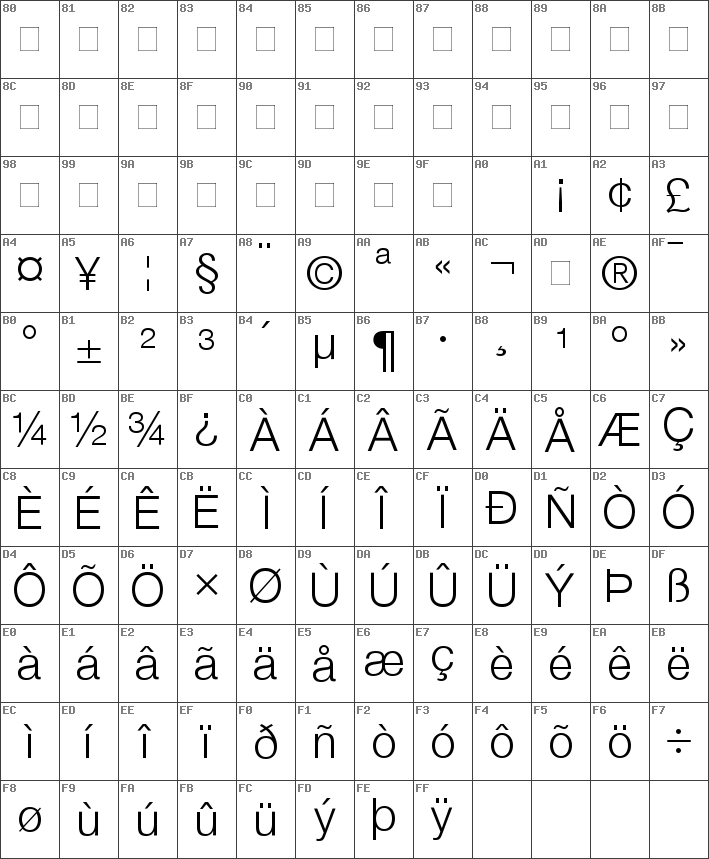 80 81 82 83 84 85 86 87 88 89 8A 8B
8C 8D 8E 8F 90 91 92 93 94 95 96 97
98 99 9A 9B 9C 9D 9E 9F A0 A1 A2 A3
¡ ¢ £
A4 A5 A6 A7 A8 A9 AA AB AC AD AE AF
¤ ¥ ¦ § ¨ © ª « ¬ ® ¯
B0 B1 B2 B3 B4 B5 B6 B7 B8 B9 BA BB
° ± ² ³ ´ µ ¶ · ¸ ¹ º »
BC BD BE BF C0 C1 C2 C3 C4 C5 C6 C7
¼ ½ ¾ ¿ À Á Â Ã Ä Å Æ Ç
C8 C9 CA CB CC CD CE CF D0 D1 D2 D3
È É Ê Ë Ì Í Î Ï Ð Ñ Ò Ó
D4 D5 D6 D7 D8 D9 DA DB DC DD DE DF
Ô Õ Ö × Ø Ù Ú Û Ü Ý Þ ß
E0 E1 E2 E3 E4 E5 E6 E7 E8 E9 EA EB
à á â ã ä å æ ç è é ê ë
EC ED EE EF F0 F1 F2 F3 F4 F5 F6 F7
ì í î ï ð ñ ò ó ô õ ö ÷
F8 F9 FA FB FC FD FE FF
ø ù ú û ü ý þ ÿ